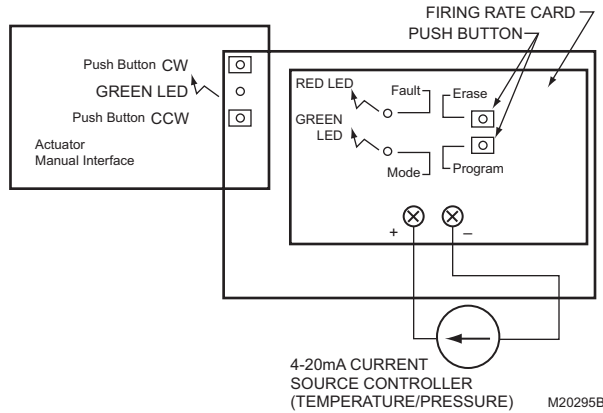 FIRING RATE CARD
PUSH BUTTON
Push Button CW
GREEN LED
Push Button CCW
Actuator
Manual Interface
RED LED
Fault
Erase
GREEN
LED
Mode
Program
+
–
4-20mA CURRENT
SOURCE CONTROLLER
(TEMPERATURE/PRESSURE)
M20295B